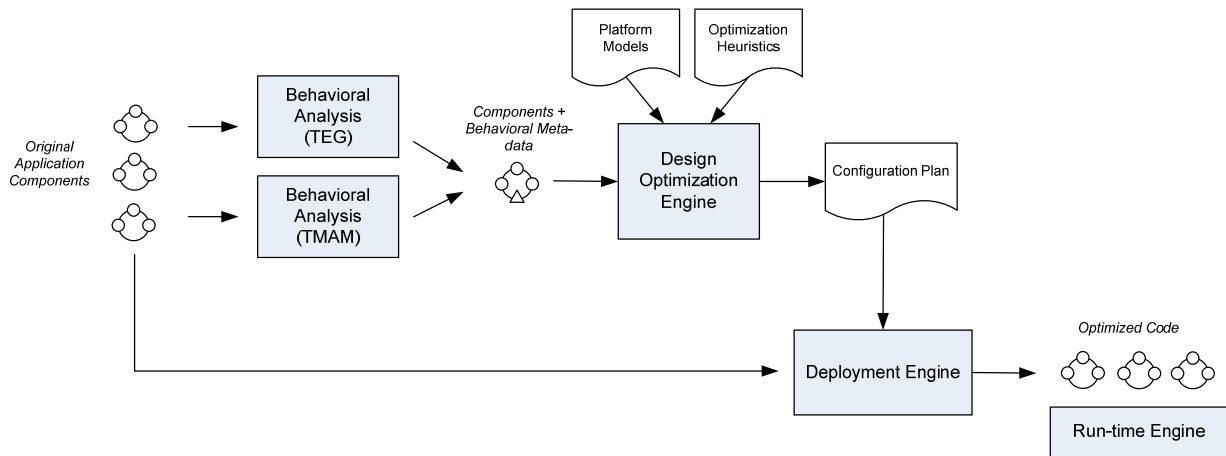 Platform
Models
Optimization
Heuristics
Original
Application
Components
Behavioral
Analysis
(TEG)
Behavioral
Analysis
(TMAM)
Components +
Behavioral Meta-
data
Design
Optimization
Engine
Configuration Plan
Deployment Engine
Optimized Code
Run-time Engine